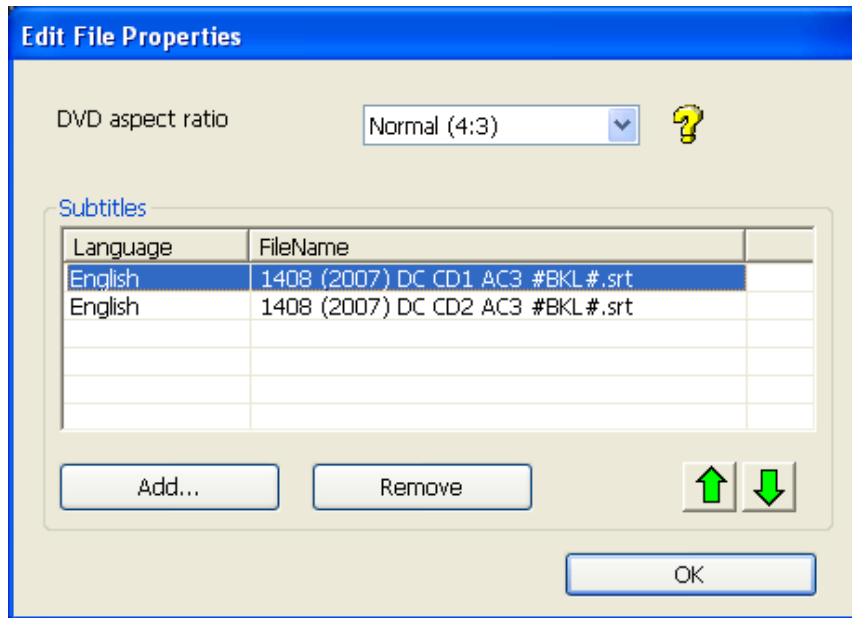 Edit File Properties
DVD aspect ratio Normal (4:3)
Subtitles
Language FileName
English 1408 (2007) DC CD1 AC3 #BKL#.srt
English 1408 (2007) DC CD2 AC3 #BKL#.srt
Add... Remove
OK